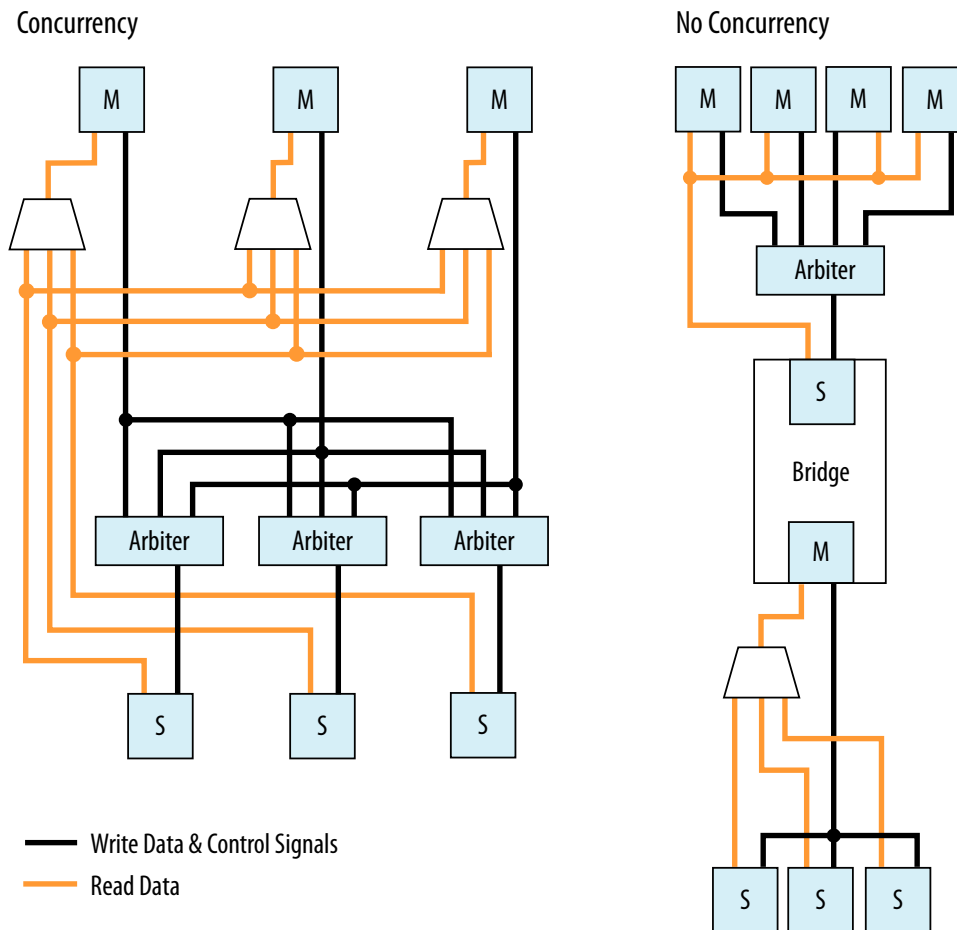 Concurrency
M
M
M
Arbiter
Arbiter
Arbiter
S
S
S
Write Data & Control Signals
Read Data
No Concurrency
M
M
M
M
Arbiter
S
Bridge
M
S
S
S